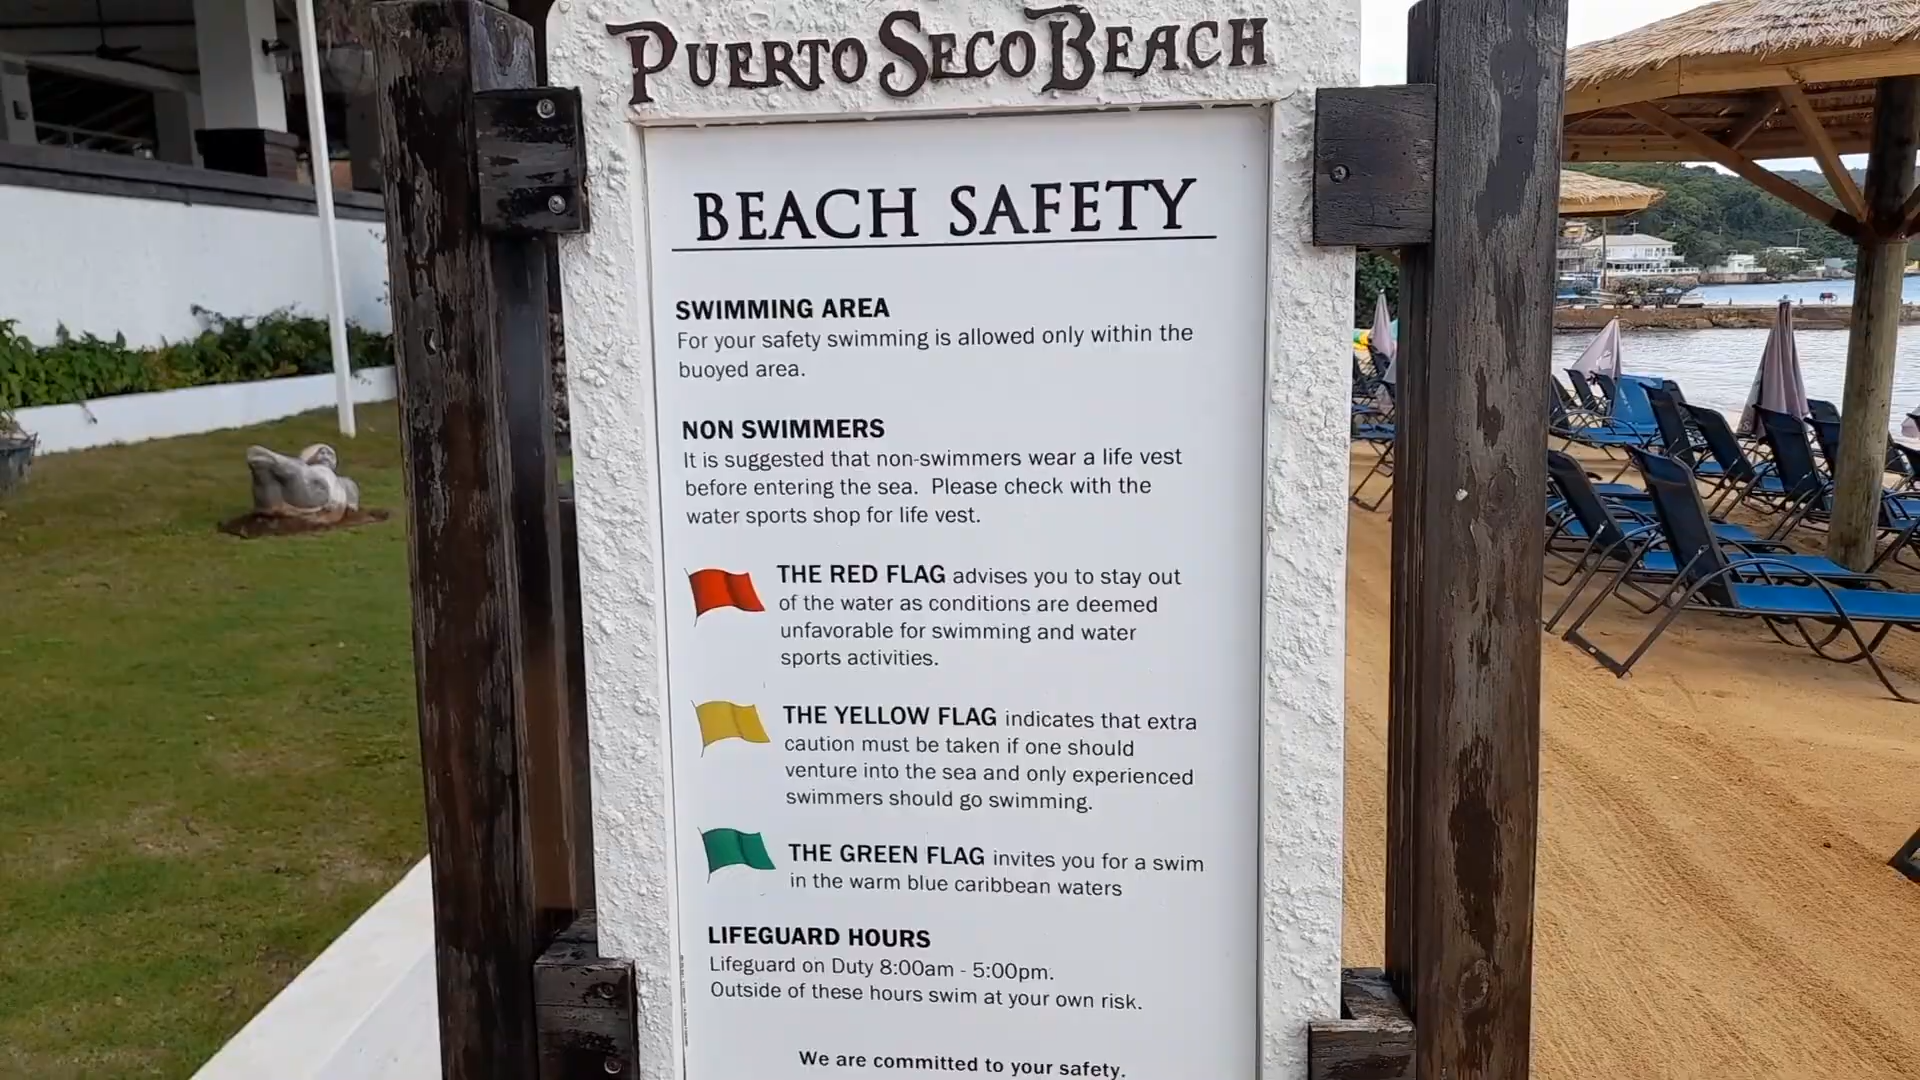 PUERTO SECO BEACH
BEACH SAFETY
SWIMMING AREA
For your safety swimming is allowed only within the
buoyed area.
NON SWIMMERS
It is suggested that non-swimmers wear a life vest
before entering the sea. Please check with the
water sports shop for life vest.
THE RED FLAG advises you to stay out
of the water as conditions are deemed
unfavorable for swimming and water
sports activities.
THE YELLOW FLAG indicates that extra
caution must be taken if one should
venture into the sea and only experienced
swimmers should go swimming.
THE GREEN FLAG invites you for a swim
in the warm blue caribbean waters
LIFEGUARD HOURS
Lifeguard on Duty 8:00am - 5:00pm.
Outside of these hours swim at your own risk.
We are committed to your safety.